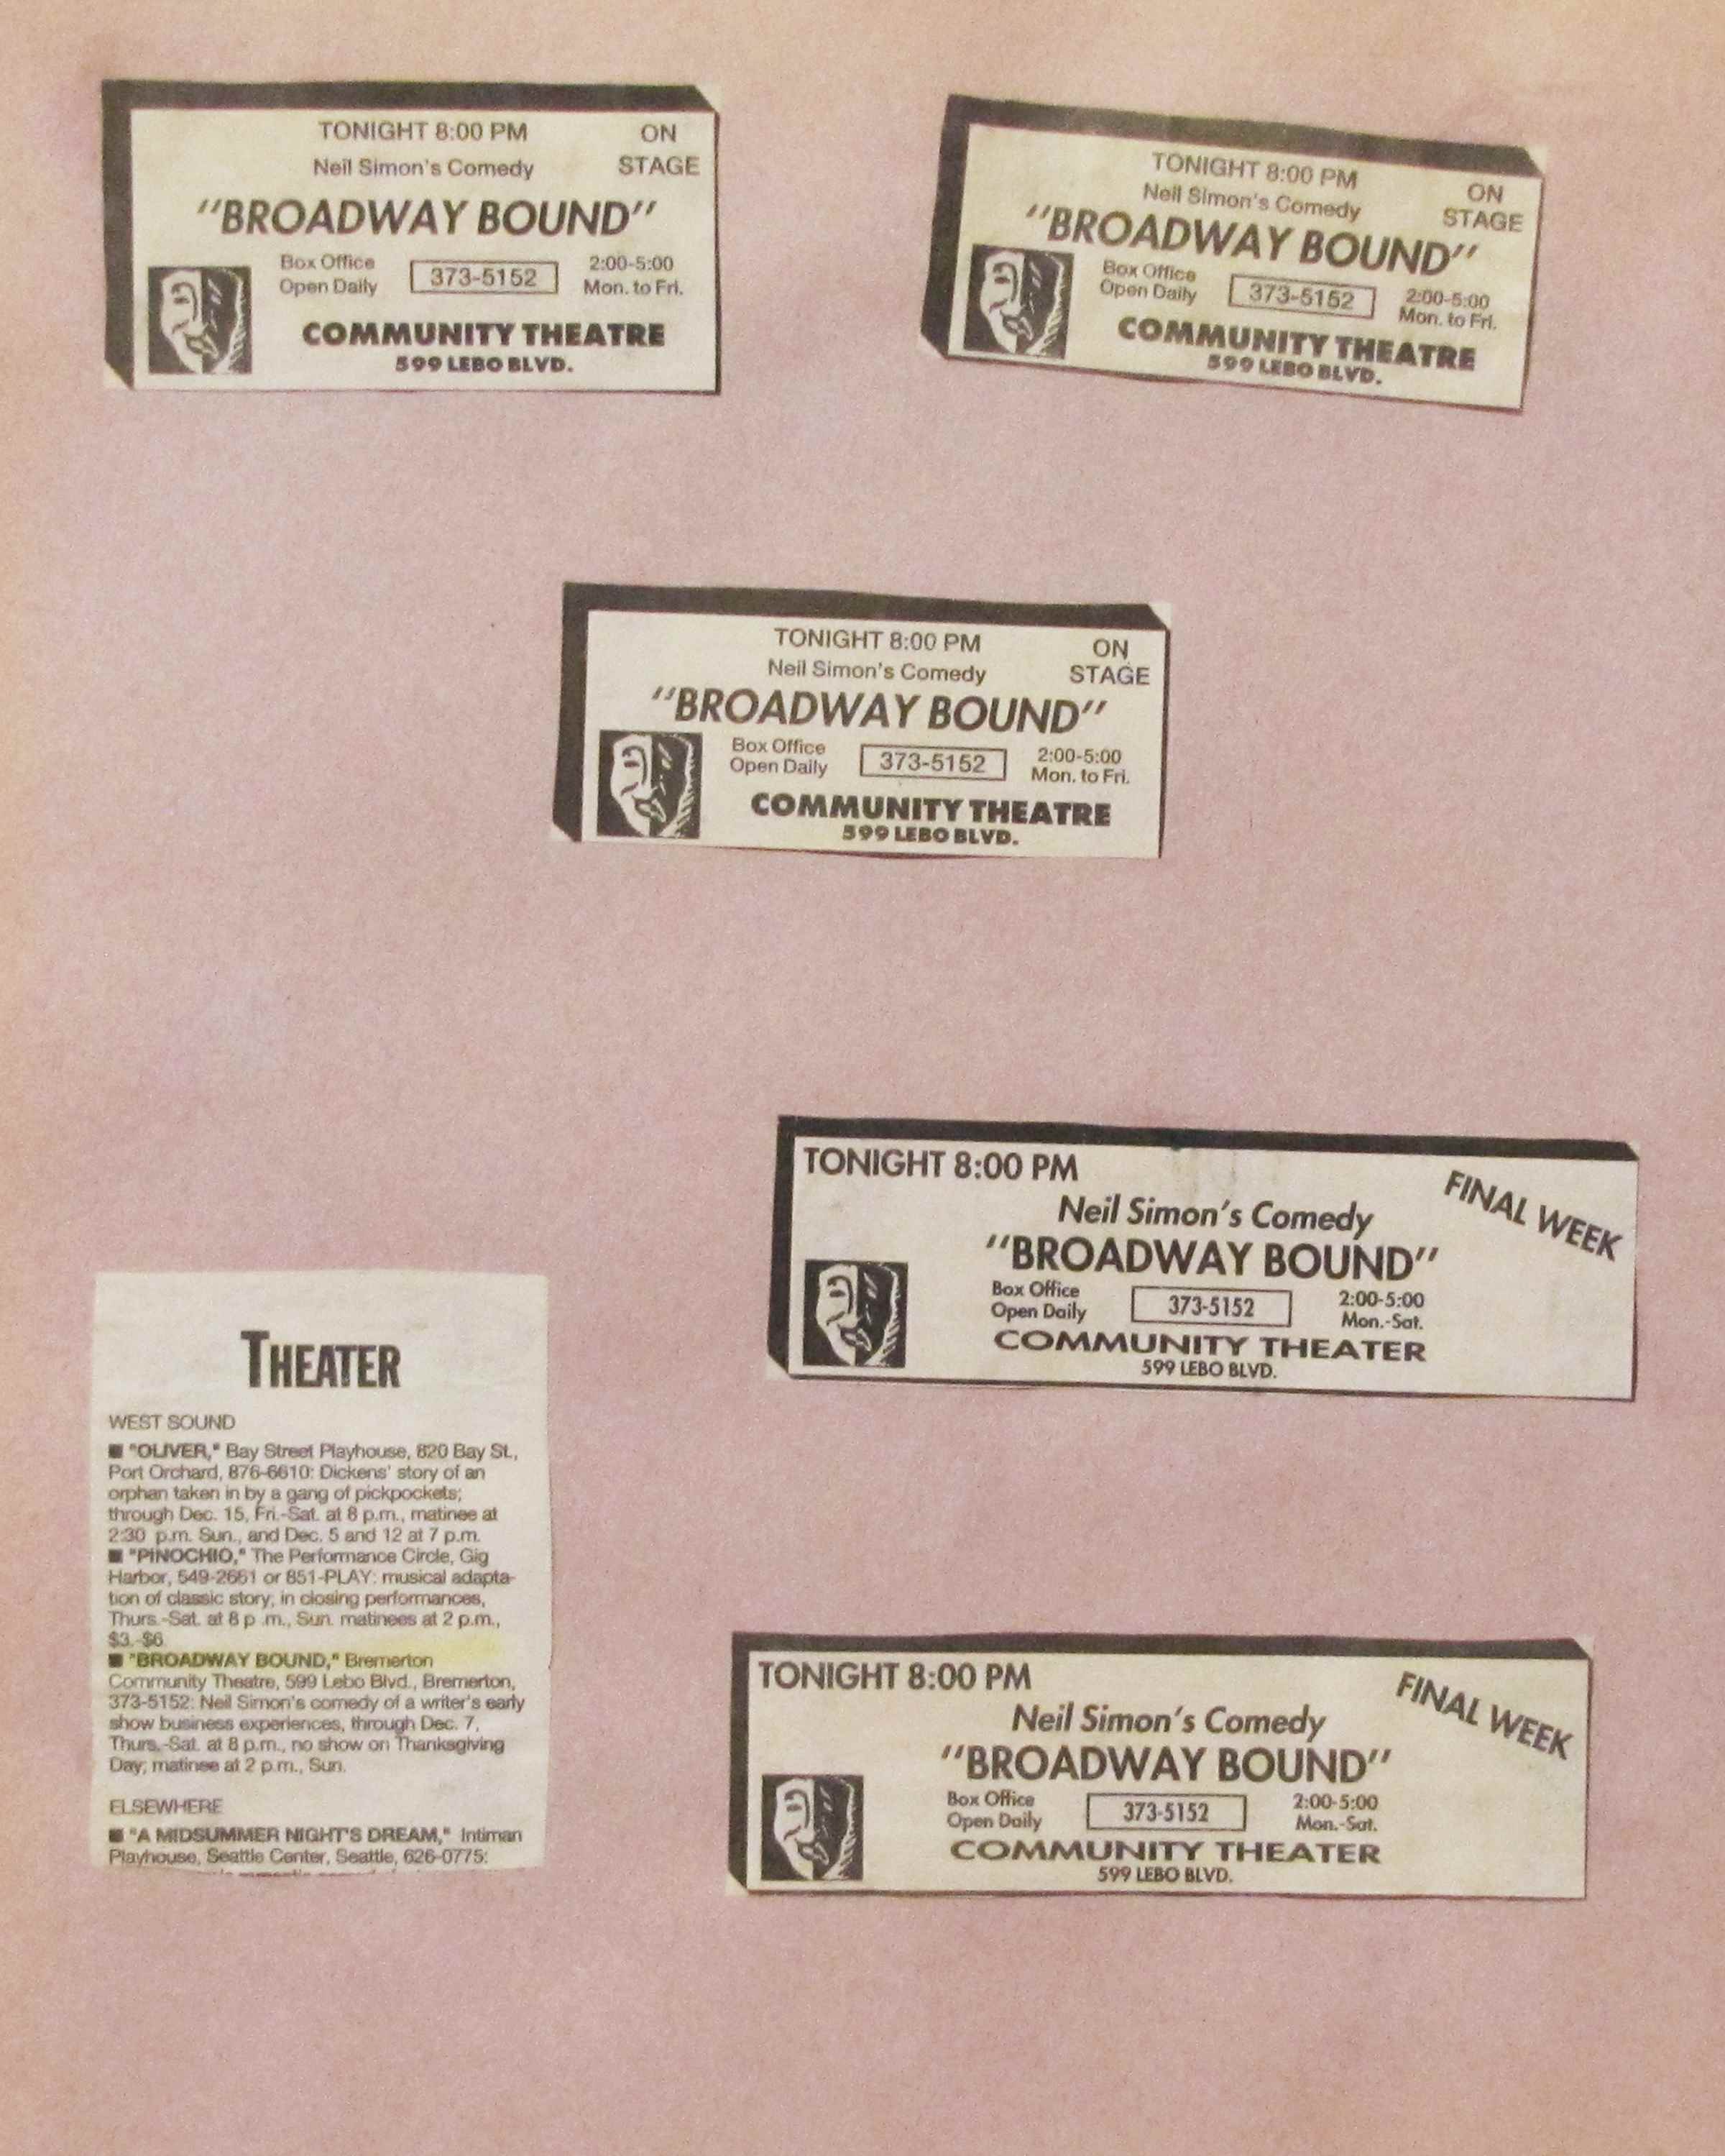 TONIGHT 8:00 PM
ON
STAGE
Neil Simon's Comedy
"BROADWAY BOUND"
Box Office
Open Daily
373-5152
2:00-5:00
Mon. to Fri.
COMMUNITY THEATRE
599 LEBO BLVD.
TONIGHT 8:00 PM
ON
STAGE
Neil Simon's Comedy
"BROADWAY BOUND"
Box Office
Open Daily
373-5152
2:00-5:00
Mon. to Fri.
COMMUNITY THEATRE
599 LEBO BLVD.
TONIGHT 8:00 PM
ON
STAGE
Neil Simon's Comedy
"BROADWAY BOUND"
Box Office
Open Daily
373-5152
2:00-5:00
Mon. to Fri.
COMMUNITY THEATRE
599 LEBO BLVD.
TONIGHT 8:00 PM
FINAL WEEK
Neil Simon's Comedy
"BROADWAY BOUND"
Box Office
Open Daily
373-5152
2:00-5:00
Mon.-Sat.
COMMUNITY THEATER
599 LEBO BLVD.
THEATER
WEST SOUND
■ "OLIVER," Bay Street Playhouse, 820 Bay St.,
Port Orchard, 876-6610: Dickens' story of an
orphan taken in by a gang of pickpockets;
through Dec. 15, Fri.-Sat. at 8 p.m., matinee at
2:30 p.m. Sun., and Dec. 5 and 12 at 7 p.m.
■ "PINOCHIO," The Performance Circle, Gig
Harbor, 549-2661 or 851-PLAY: musical adapta-
tion of classic story; in closing performances,
Thurs.-Sat. at 8 p .m., Sun. matinees at 2 p.m.,
$3.-$6.
■ "BROADWAY BOUND," Bremerton
Community Theatre, 599 Lebo Blvd., Bremerton,
373-5152: Neil Simon's comedy of a writer's early
show business experiences, through Dec. 7,
Thurs.-Sat. at 8 p.m., no show on Thanksgiving
Day; matinee at 2 p.m., Sun.
ELSEWHERE
■ "A MIDSUMMER NIGHT'S DREAM," Intiman
Playhouse, Seattle Center, Seattle, 626-0775:
TONIGHT 8:00 PM
FINAL WEEK
Neil Simon's Comedy
"BROADWAY BOUND"
Box Office
Open Daily
373-5152
2:00-5:00
Mon.-Sat.
COMMUNITY THEATER
599 LEBO BLVD.